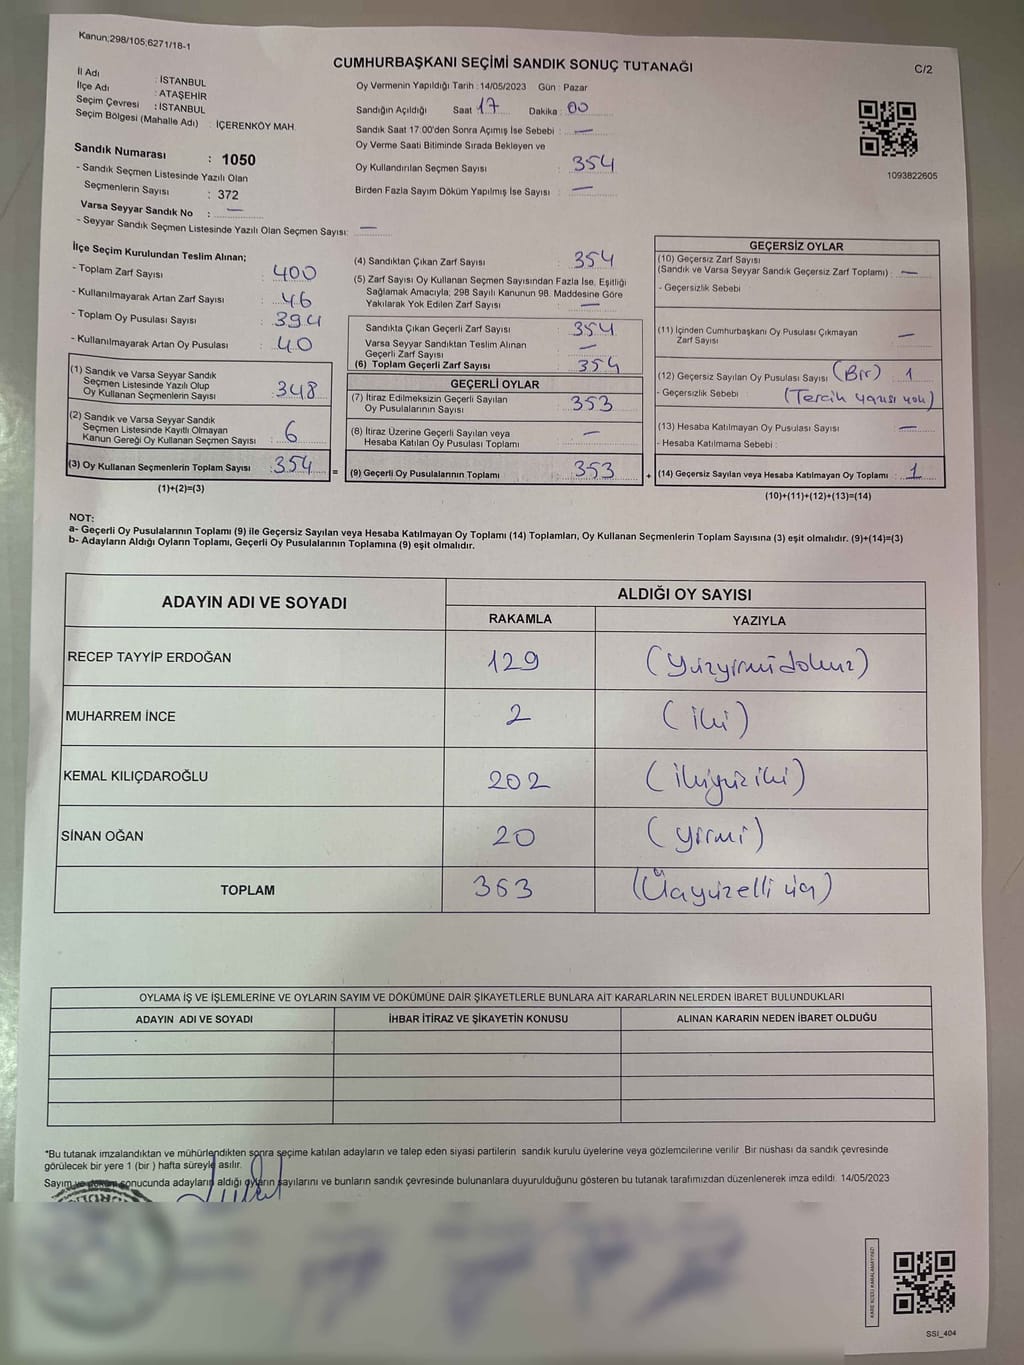 Kanun;298/105;6271/18-1
CUMHURBAŞKANI SEÇİMİ SANDIK SONUÇ TUTANAĞI
C/2
İl Adı : İSTANBUL
İlçe Adı : ATAŞEHİR
Seçim Çevresi : İSTANBUL
Seçim Bölgesi (Mahalle Adı) : İÇERENKÖY MAH.
Sandık Numarası : 1050
- Sandık Seçmen Listesinde Yazılı Olan
Seçmenlerin Sayısı : 372
Varsa Seyyar Sandık No : —
- Seyyar Sandık Seçmen Listesinde Yazılı Olan Seçmen Sayısı: —
Oy Vermenin Yapıldığı Tarih : 14/05/2023 Gün : Pazar
Sandığın Açıldığı Saat 17 Dakika : 00
Sandık Saat 17:00'den Sonra Açımış İse Sebebi : —
Oy Verme Saati Bitiminde Sırada Bekleyen ve
Oy Kullandırılan Seçmen Sayısı : 354
Birden Fazla Sayım Döküm Yapılmış İse Sayısı : —
1093822605
İlçe Seçim Kurulundan Teslim Alınan;
- Toplam Zarf Sayısı : 400
- Kullanılmayarak Artan Zarf Sayısı : 46
- Toplam Oy Pusulası Sayısı : 394
- Kullanılmayarak Artan Oy Pusulası : 40
(1) Sandık ve Varsa Seyyar Sandık
Seçmen Listesinde Yazılı Olup
Oy Kullanan Seçmenlerin Sayısı : 348
(2) Sandık ve Varsa Seyyar Sandık
Seçmen Listesinde Kayıtlı Olmayan
Kanun Gereği Oy Kullanan Seçmen Sayısı : 6
(3) Oy Kullanan Seçmenlerin Toplam Sayısı : 354 =
(1)+(2)=(3)
(4) Sandıktan Çıkan Zarf Sayısı : 354
(5) Zarf Sayısı Oy Kullanan Seçmen Sayısından Fazla İse, Eşitliği
Sağlamak Amacıyla; 298 Sayılı Kanunun 98. Maddesine Göre
Yakılarak Yok Edilen Zarf Sayısı : —
Sandıkta Çıkan Geçerli Zarf Sayısı : 354
Varsa Seyyar Sandıktan Teslim Alınan
Geçerli Zarf Sayısı : —
(6) Toplam Geçerli Zarf Sayısı : 354
GEÇERLİ OYLAR
(7) İtiraz Edilmeksizin Geçerli Sayılan
Oy Pusulalarının Sayısı : 353
(8) İtiraz Üzerine Geçerli Sayılan veya
Hesaba Katılan Oy Pusulası Toplamı : —
(9) Geçerli Oy Pusulalarının Toplamı : 353 +
GEÇERSİZ OYLAR
(10) Geçersiz Zarf Sayısı
(Sandık ve Varsa Seyyar Sandık Geçersiz Zarf Toplamı) : —
- Geçersizlik Sebebi :
(11) İçinden Cumhurbaşkanı Oy Pusulası Çıkmayan
Zarf Sayısı : —
(12) Geçersiz Sayılan Oy Pusulası Sayısı : (Bir) 1
- Geçersizlik Sebebi : (Tercih yazısı yok)
(13) Hesaba Katılmayan Oy Pusulası Sayısı : —
- Hesaba Katılmama Sebebi :
(14) Geçersiz Sayılan veya Hesaba Katılmayan Oy Toplamı : 1
(10)+(11)+(12)+(13)=(14)
NOT:
a- Geçerli Oy Pusulalarının Toplamı (9) ile Geçersiz Sayılan veya Hesaba Katılmayan Oy Toplamı (14) Toplamları, Oy Kullanan Seçmenlerin Toplam Sayısına (3) eşit olmalıdır. (9)+(14)=(3)
b- Adayların Aldığı Oyların Toplamı, Geçerli Oy Pusulalarının Toplamına (9) eşit olmalıdır.
ADAYIN ADI VE SOYADI ALDIĞI OY SAYISI
RAKAMLA YAZIYLA
RECEP TAYYİP ERDOĞAN 129 (Yüzyirmidokuz)
MUHARREM İNCE 2 (iki)
KEMAL KILIÇDAROĞLU 202 (ikiyüziki)
SİNAN OĞAN 20 (yirmi)
TOPLAM 353 (Üçyüzelli üç)
OYLAMA İŞ VE İŞLEMLERİNE VE OYLARIN SAYIM VE DÖKÜMÜNE DAİR ŞİKAYETLERLE BUNLARA AİT KARARLARIN NELERDEN İBARET BULUNDUKLARI
ADAYIN ADI VE SOYADI İHBAR İTİRAZ VE ŞİKAYETİN KONUSU ALINAN KARARIN NEDEN İBARET OLDUĞU
*Bu tutanak imzalandıktan ve mühürlendikten sonra seçime katılan adayların ve talep eden siyasi partilerin sandık kurulu üyelerine veya gözlemcilerine verilir. Bir nüshası da sandık çevresinde
görülecek bir yere 1 (bir ) hafta süreyle asılır.
Sayım ve döküm sonucunda adayların aldığı oyların sayılarını ve bunların sandık çevresinde bulunanlara duyurulduğunu gösteren bu tutanak tarafımızdan düzenlenerek imza edildi. 14/05/2023
KARE KODU KARALAMAYINIZ!
SSI_404